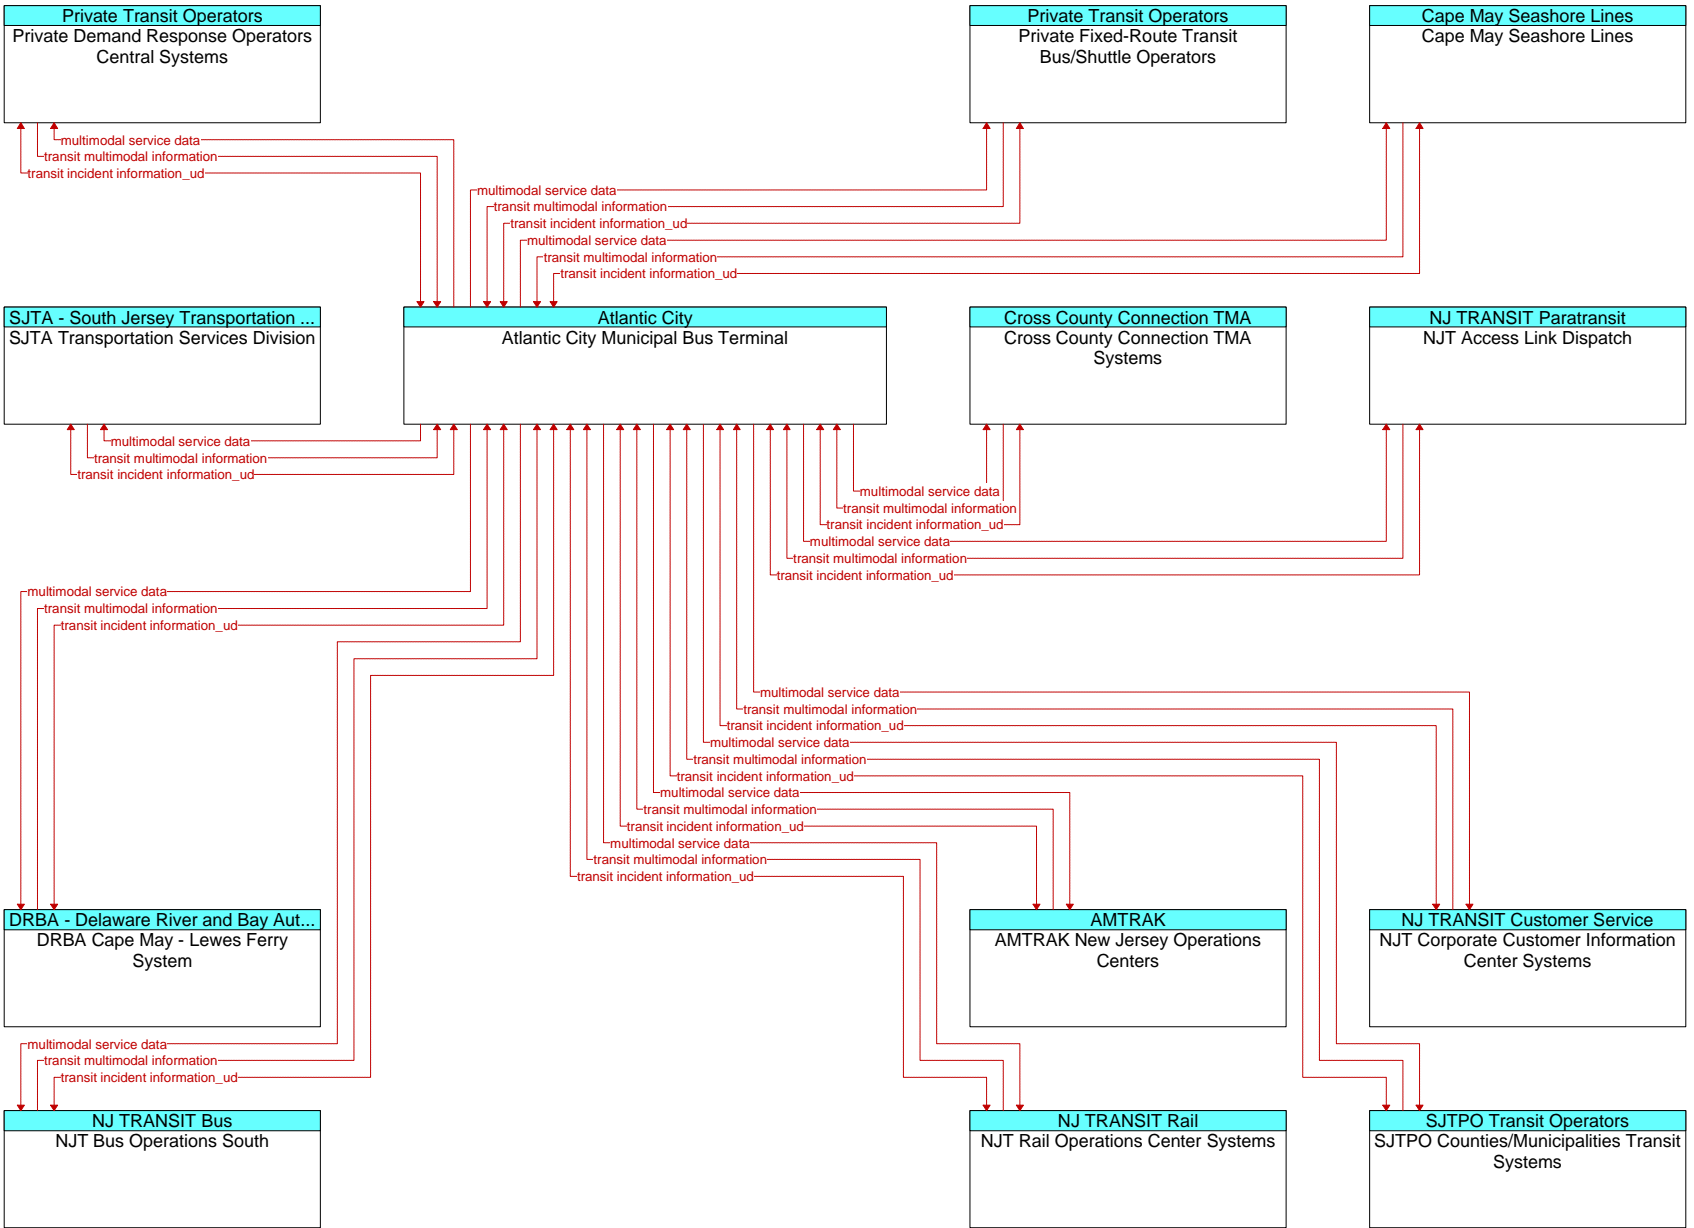 Private Transit Operators
Private Demand Response Operators
Central Systems
Private Transit Operators
Private Fixed-Route Transit
Bus/Shuttle Operators
Cape May Seashore Lines
Cape May Seashore Lines
multimodal service data
transit multimodal information
transit incident information_ud
multimodal service data
transit multimodal information
transit incident information_ud
multimodal service data
transit multimodal information
transit incident information_ud
SJTA - South Jersey Transportation ...
SJTA Transportation Services Division
Atlantic City
Atlantic City Municipal Bus Terminal
Cross County Connection TMA
Cross County Connection TMA
Systems
NJ TRANSIT Paratransit
NJT Access Link Dispatch
multimodal service data
transit multimodal information
transit incident information_ud
multimodal service data
transit multimodal information
transit incident information_ud
multimodal service data
transit multimodal information
transit incident information_ud
multimodal service data
transit multimodal information
transit incident information_ud
multimodal service data
transit multimodal information
transit incident information_ud
multimodal service data
transit multimodal information
transit incident information_ud
multimodal service data
transit multimodal information
transit incident information_ud
multimodal service data
transit multimodal information
transit incident information_ud
DRBA - Delaware River and Bay Aut...
DRBA Cape May - Lewes Ferry
System
AMTRAK
AMTRAK New Jersey Operations
Centers
NJ TRANSIT Customer Service
NJT Corporate Customer Information
Center Systems
multimodal service data
transit multimodal information
transit incident information_ud
NJ TRANSIT Bus
NJT Bus Operations South
NJ TRANSIT Rail
NJT Rail Operations Center Systems
SJTPO Transit Operators
SJTPO Counties/Municipalities Transit
Systems